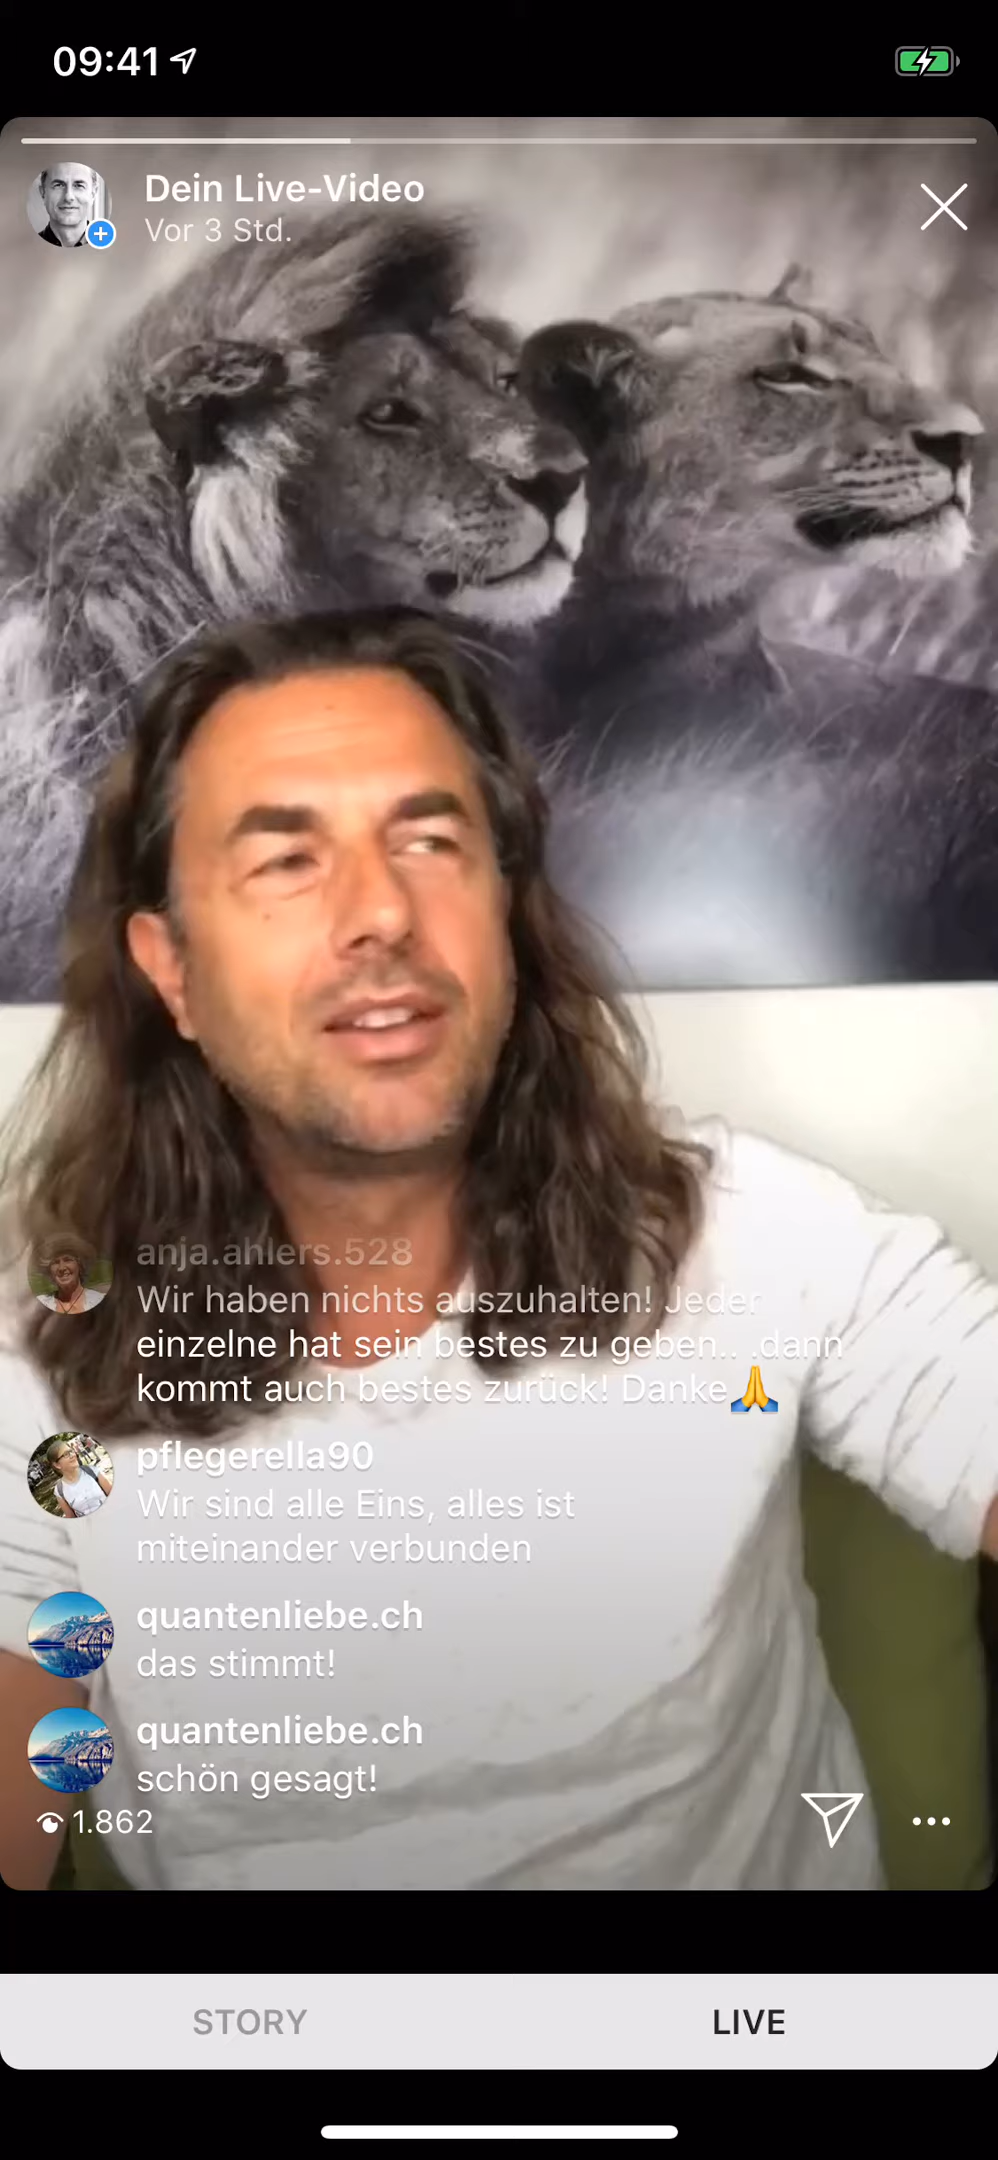 09:41
Dein Live-Video
Vor 3 Std.
anja.ahlers.528
Wir haben nichts auszuhalten! Jeder
einzelne hat sein bestes zu geben.. .dann
kommt auch bestes zurück! Danke🙏
pflegerella90
Wir sind alle Eins, alles ist
miteinander verbunden
quantenliebe.ch
das stimmt!
quantenliebe.ch
schön gesagt!
1.862
STORY LIVE